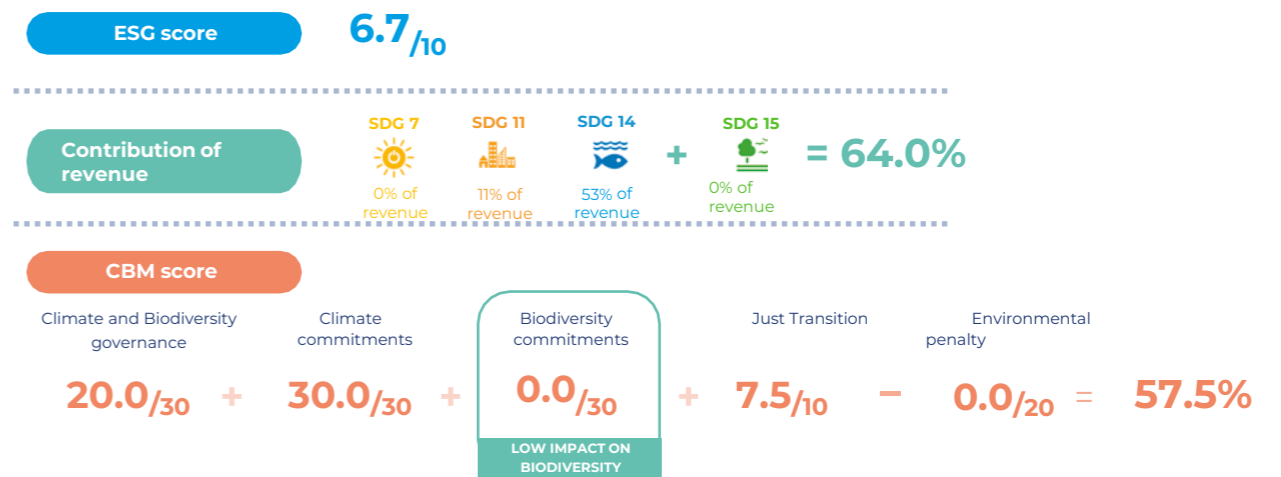 ESG score
6.7/10
SDG 7
SDG 11
SDG 14
SDG 15
Contribution of
revenue
+
= 64.0%
0% of
revenue
11% of
revenue
53% of
revenue
0% of
revenue
CBM score
Climate and Biodiversity
governance
Climate
commitments
Biodiversity
commitments
Just Transition
Environmental
penalty
20.0/30 + 30.0/30 + 0.0/30 + 7.5/10 − 0.0/20 = 57.5%
LOW IMPACT ON
BIODIVERSITY